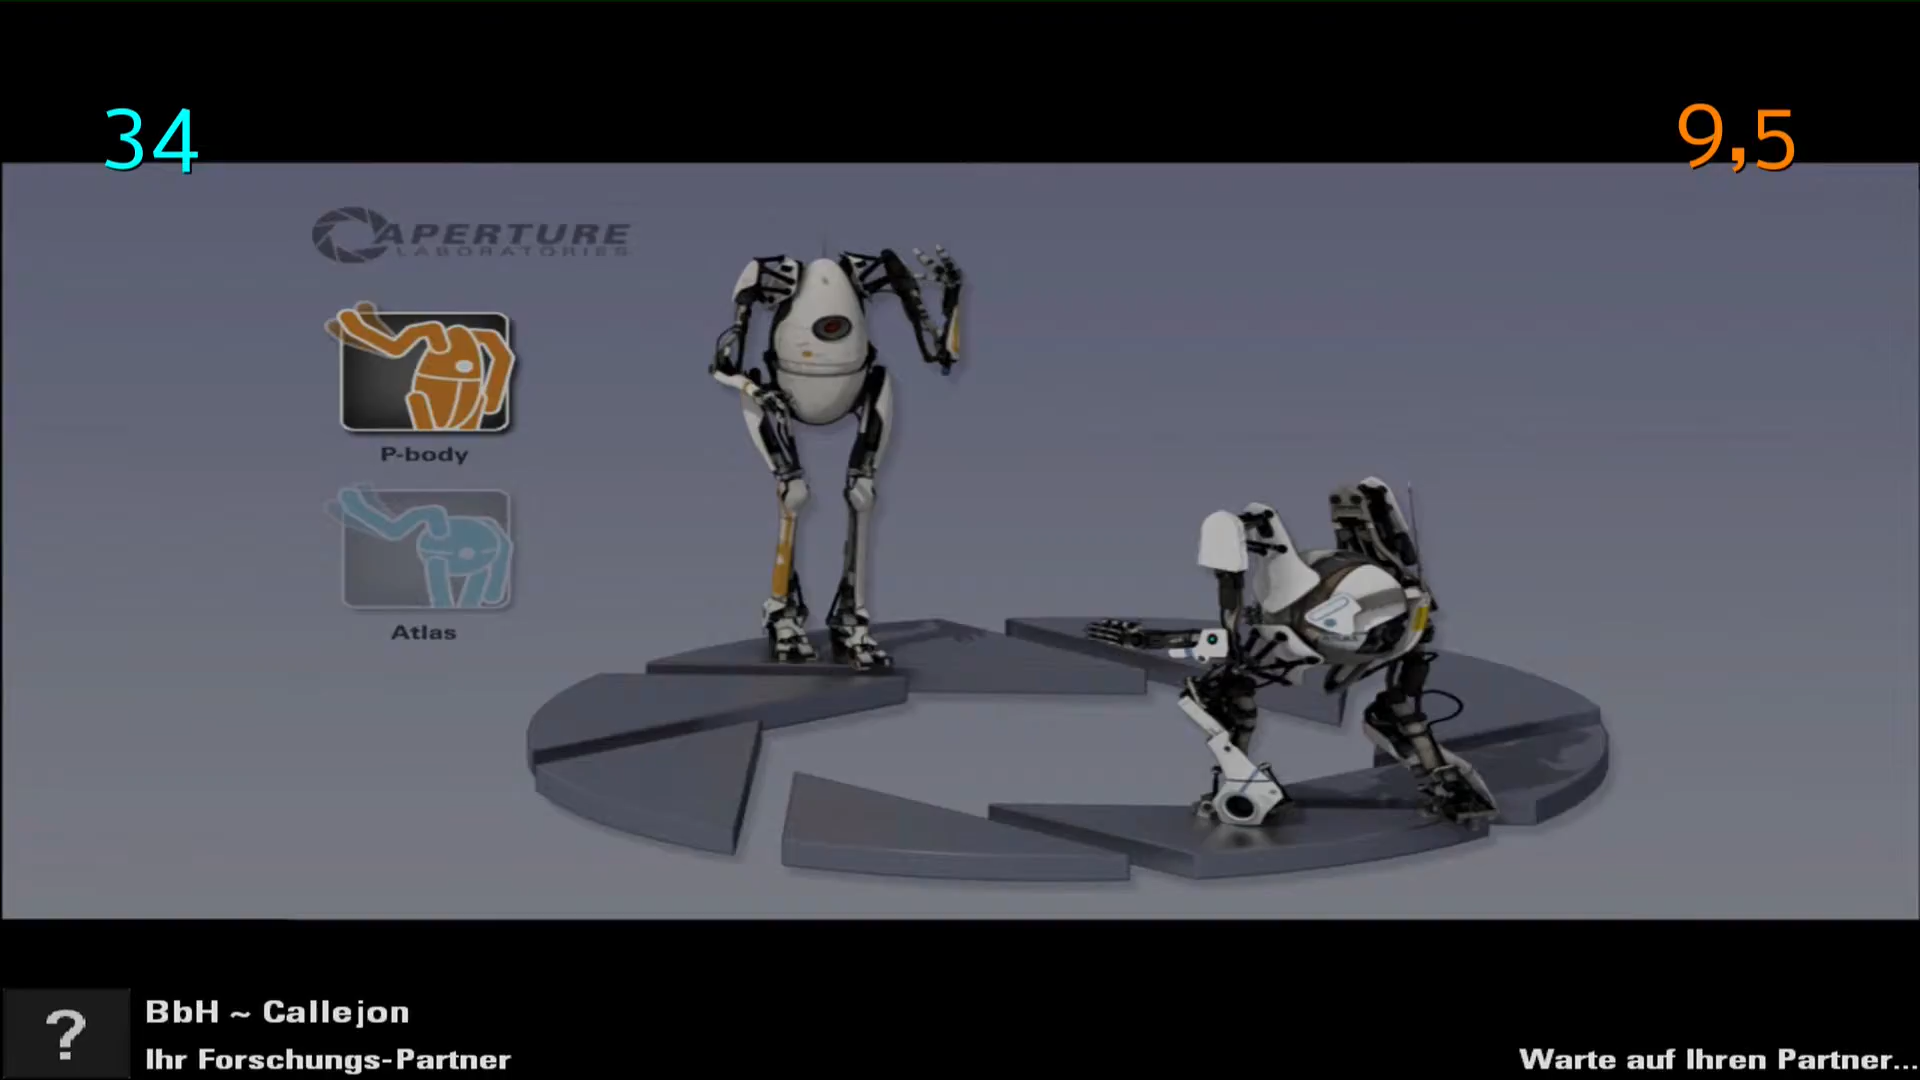 34
9,5
APERTURE
LABORATORIES
P-body
Atlas
?
BbH ~ Callejon
Ihr Forschungs-Partner
Warte auf Ihren Partner...